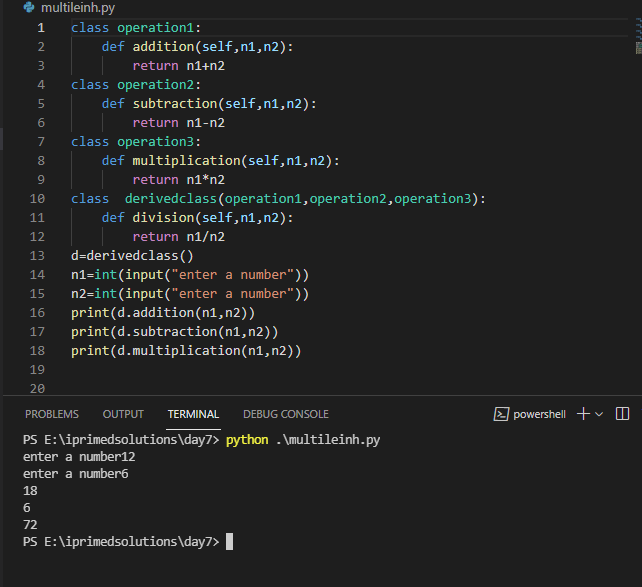 multileinh.py
1 class operation1:
2     def addition(self,n1,n2):
3         return n1+n2
4 class operation2:
5     def subtraction(self,n1,n2):
6         return n1-n2
7 class operation3:
8     def multiplication(self,n1,n2):
9         return n1*n2
10 class  derivedclass(operation1,operation2,operation3):
11     def division(self,n1,n2):
12         return n1/n2
13 d=derivedclass()
14 n1=int(input("enter a number"))
15 n2=int(input("enter a number"))
16 print(d.addition(n1,n2))
17 print(d.subtraction(n1,n2))
18 print(d.multiplication(n1,n2))
19
20
PROBLEMS OUTPUT TERMINAL DEBUG CONSOLE powershell
PS E:\iprimedsolutions\day7> python .\multileinh.py
enter a number12
enter a number6
18
6
72
PS E:\iprimedsolutions\day7>